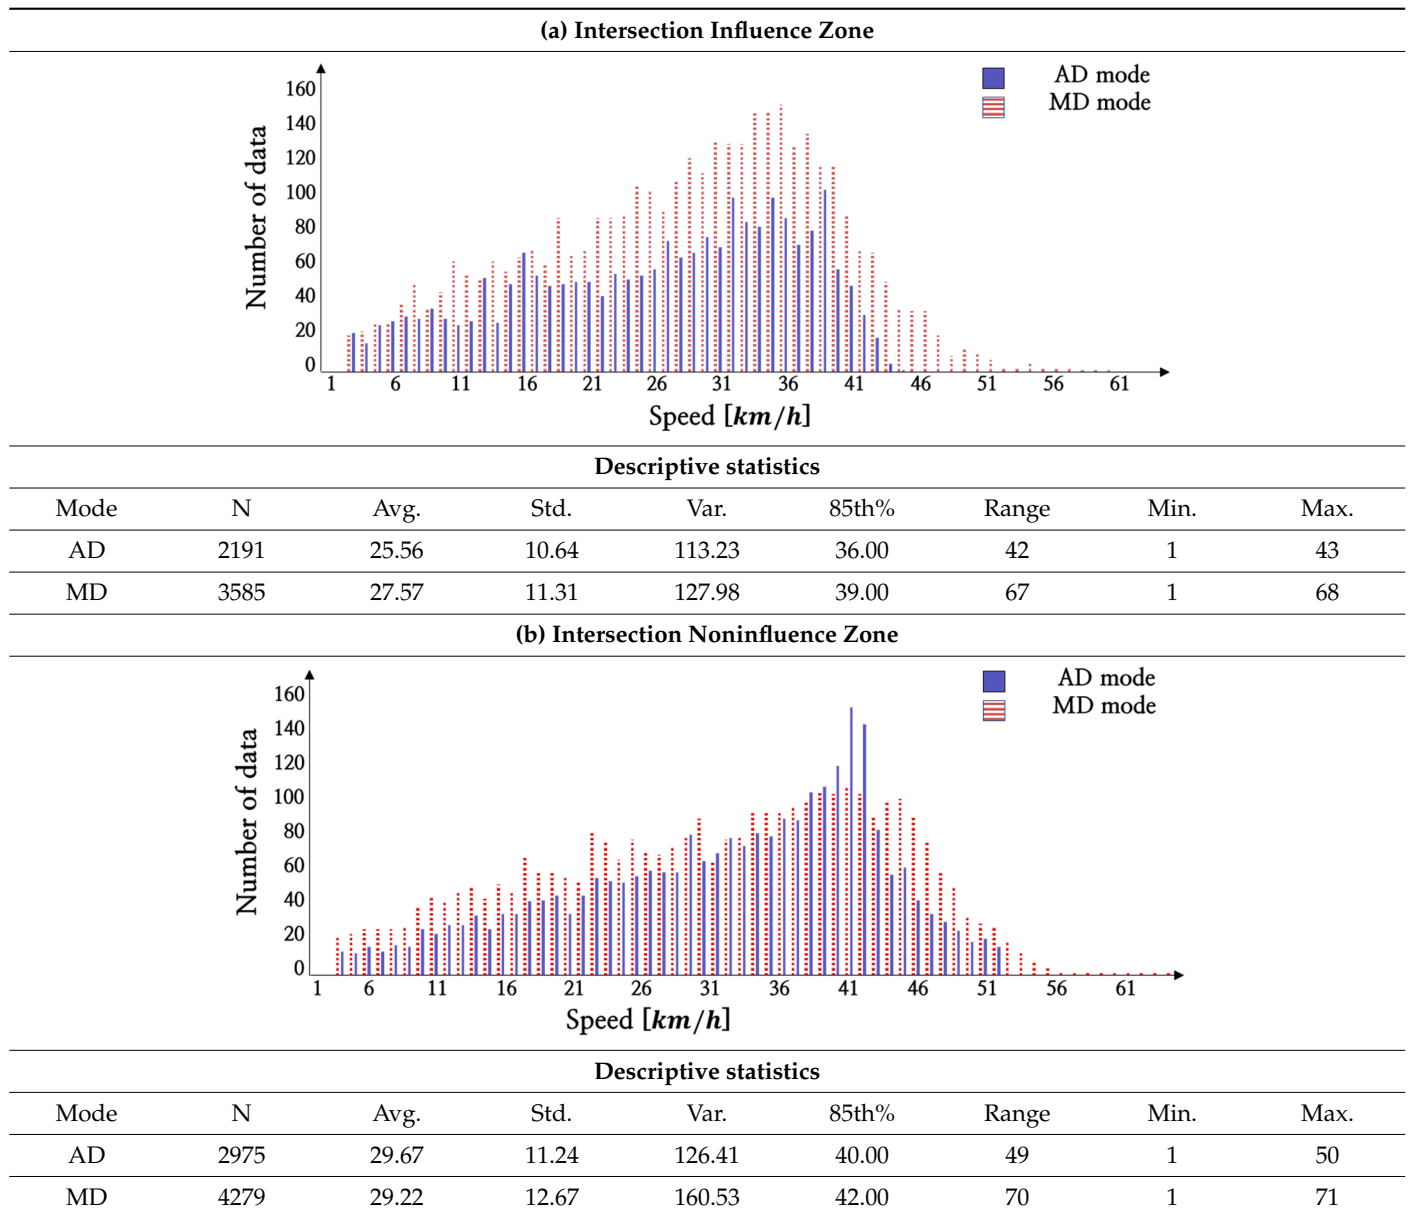 (a) Intersection Influence Zone
AD mode
MD mode
160
140
120
100
80
60
40
20
0
Number of data
1 6 11 16 21 26 31 36 41 46 51 56 61
Speed [km/h]
Descriptive statistics
Mode N Avg. Std. Var. 85th% Range Min. Max.
AD 2191 25.56 10.64 113.23 36.00 42 1 43
MD 3585 27.57 11.31 127.98 39.00 67 1 68
(b) Intersection Noninfluence Zone
AD mode
MD mode
160
140
120
100
80
60
40
20
0
Number of data
1 6 11 16 21 26 31 36 41 46 51 56 61
Speed [km/h]
Descriptive statistics
Mode N Avg. Std. Var. 85th% Range Min. Max.
AD 2975 29.67 11.24 126.41 40.00 49 1 50
MD 4279 29.22 12.67 160.53 42.00 70 1 71